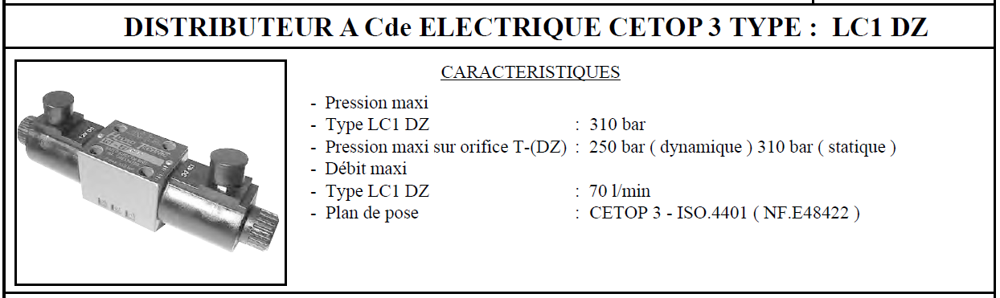 DISTRIBUTEUR A Cde ELECTRIQUE CETOP 3 TYPE : LC1 DZ
CARACTERISTIQUES
- Pression maxi
- Type LC1 DZ : 310 bar
- Pression maxi sur orifice T-(DZ) : 250 bar ( dynamique ) 310 bar ( statique )
- Débit maxi
- Type LC1 DZ : 70 l/min
- Plan de pose : CETOP 3 - ISO.4401 ( NF.E48422 )